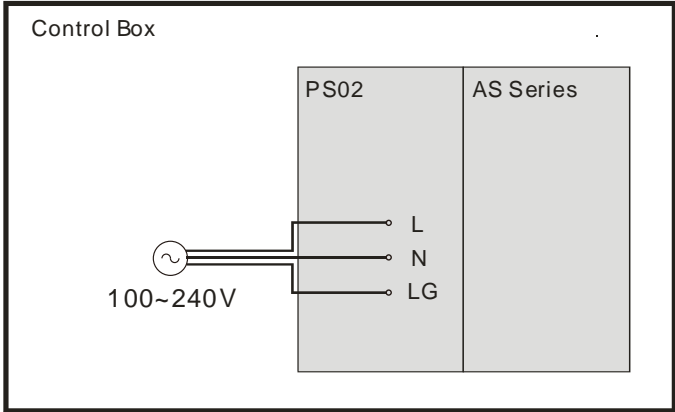 Control Box
PS02
AS Series
L
N
LG
100~240V